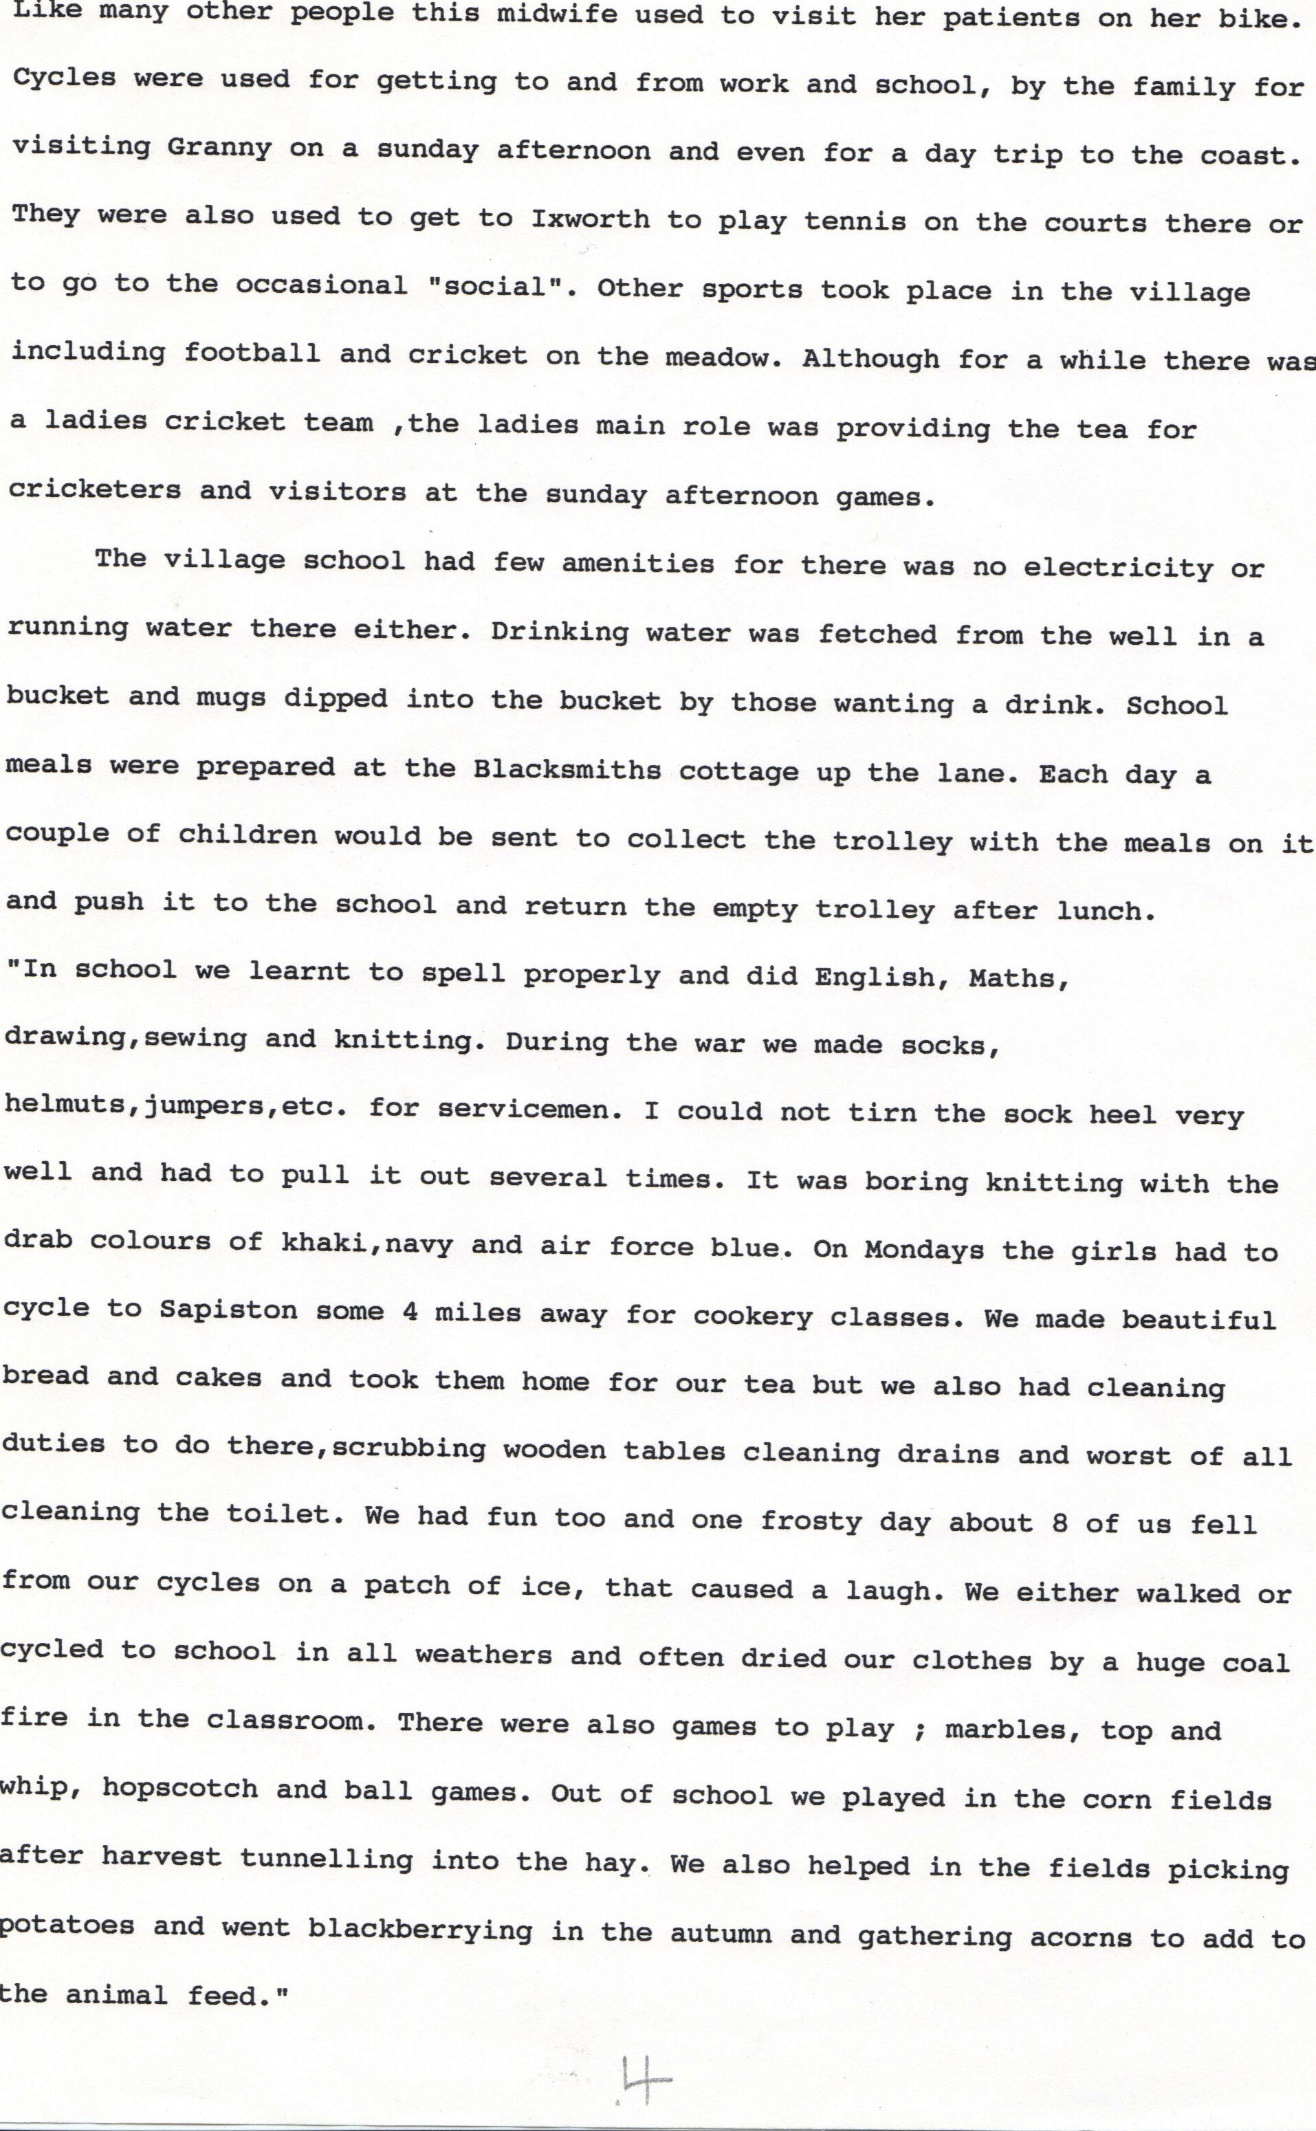 Like many other people this midwife used to visit her patients on her bike.
Cycles were used for getting to and from work and school, by the family for
visiting Granny on a sunday afternoon and even for a day trip to the coast.
They were also used to get to Ixworth to play tennis on the courts there or
to go to the occasional "social". Other sports took place in the village
including football and cricket on the meadow. Although for a while there was
a ladies cricket team ,the ladies main role was providing the tea for
cricketers and visitors at the sunday afternoon games.
The village school had few amenities for there was no electricity or
running water there either. Drinking water was fetched from the well in a
bucket and mugs dipped into the bucket by those wanting a drink. School
meals were prepared at the Blacksmiths cottage up the lane. Each day a
couple of children would be sent to collect the trolley with the meals on it
and push it to the school and return the empty trolley after lunch.
"In school we learnt to spell properly and did English, Maths,
drawing,sewing and knitting. During the war we made socks,
helmuts,jumpers,etc. for servicemen. I could not tirn the sock heel very
well and had to pull it out several times. It was boring knitting with the
drab colours of khaki,navy and air force blue. On Mondays the girls had to
cycle to Sapiston some 4 miles away for cookery classes. We made beautiful
bread and cakes and took them home for our tea but we also had cleaning
duties to do there,scrubbing wooden tables cleaning drains and worst of all
cleaning the toilet. We had fun too and one frosty day about 8 of us fell
from our cycles on a patch of ice, that caused a laugh. We either walked or
cycled to school in all weathers and often dried our clothes by a huge coal
fire in the classroom. There were also games to play ; marbles, top and
whip, hopscotch and ball games. Out of school we played in the corn fields
after harvest tunnelling into the hay. We also helped in the fields picking
potatoes and went blackberrying in the autumn and gathering acorns to add to
the animal feed."
4